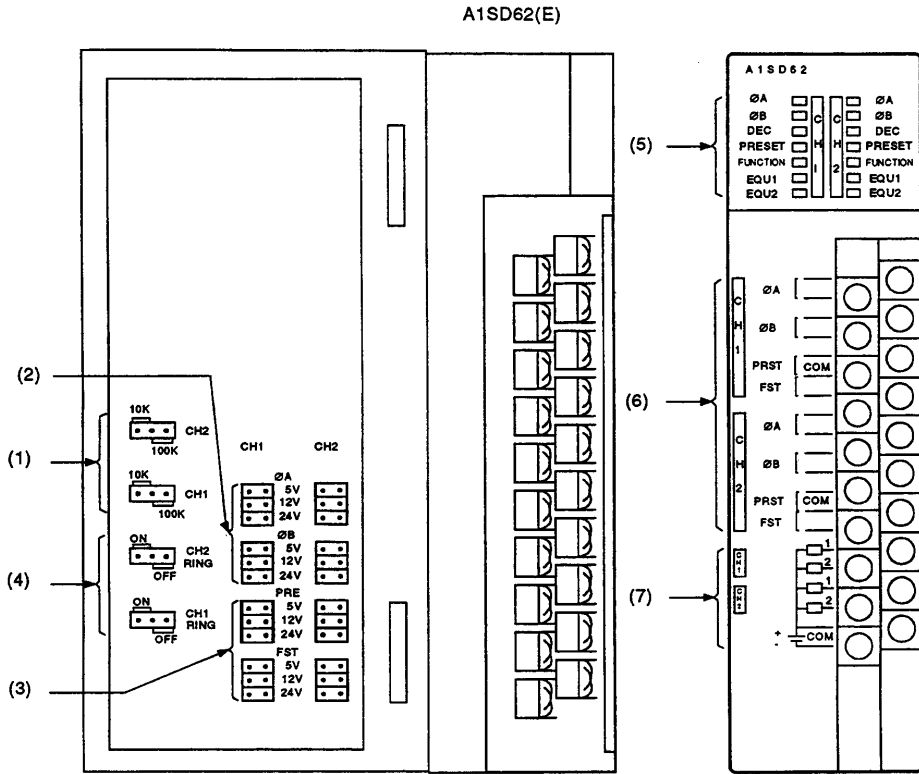 A1SD62(E)
A1SD62
ØA ØA
ØB ØB
DEC DEC
PRESET PRESET
FUNCTION FUNCTION
EQU1 EQU1
EQU2 EQU2
CH1
CH2
(5)
(2)
(1)
10K
CH2
100K
10K
CH1
100K
(4)
ON
CH2
RING
OFF
ON
CH1
RING
OFF
CH1 CH2
ØA
5V
12V
24V
ØB
5V
12V
24V
PRE
5V
12V
24V
FST
5V
12V
24V
(3)
(6)
CH1
ØA
ØB
PRST COM
FST
CH2
ØA
ØB
PRST COM
FST
(7)
CH1
CH2
1
2
1
2
+
-
COM